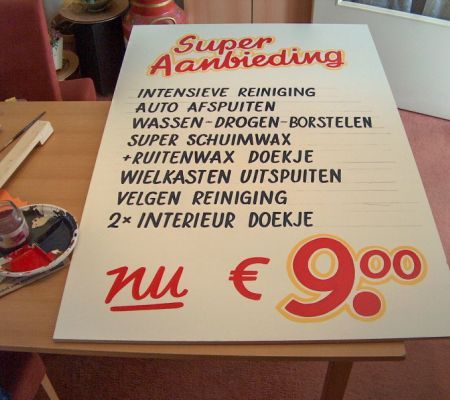 Super
Aanbieding
INTENSIEVE REINIGING
AUTO AFSPUITEN
WASSEN-DROGEN-BORSTELEN
SUPER SCHUIMWAX
+RUITENWAX DOEKJE
WIELKASTEN UITSPUITEN
VELGEN REINIGING
2x INTERIEUR DOEKJE
nu € 9.00